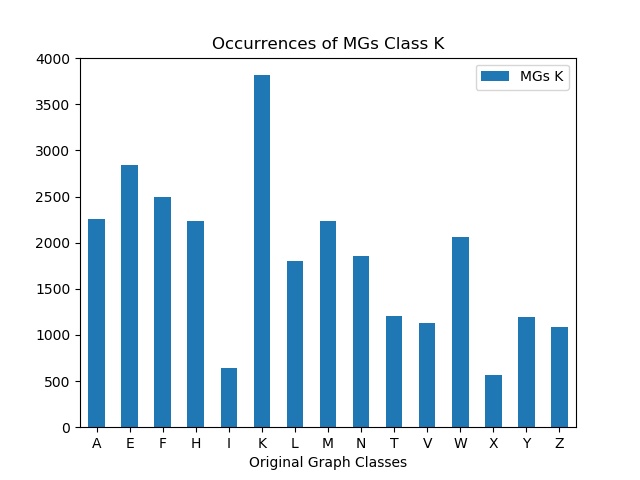 Occurrences of MGs Class K
MGs K
4000
3500
3000
2500
2000
1500
1000
500
0
A E F H I K L M N T V W X Y Z
Original Graph Classes